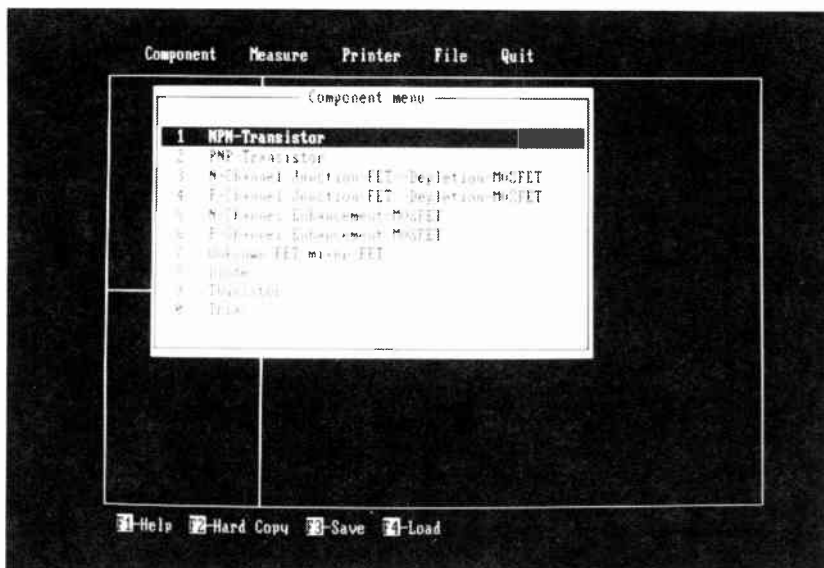 Component Measure Printer File Quit
Component menu
1 NPN-Transistor
2 PNP-Transistor
3 N-Channel Junction FET Depletion MOSFET
4 P-Channel Junction FET Depletion MOSFET
5 N-Channel Enhancement MOSFET
6 P-Channel Enhancement MOSFET
7 Unknown FET
Diode
9 Thyristor
0 Triac
F1-Help F2-Hard Copy F3-Save F4-Load